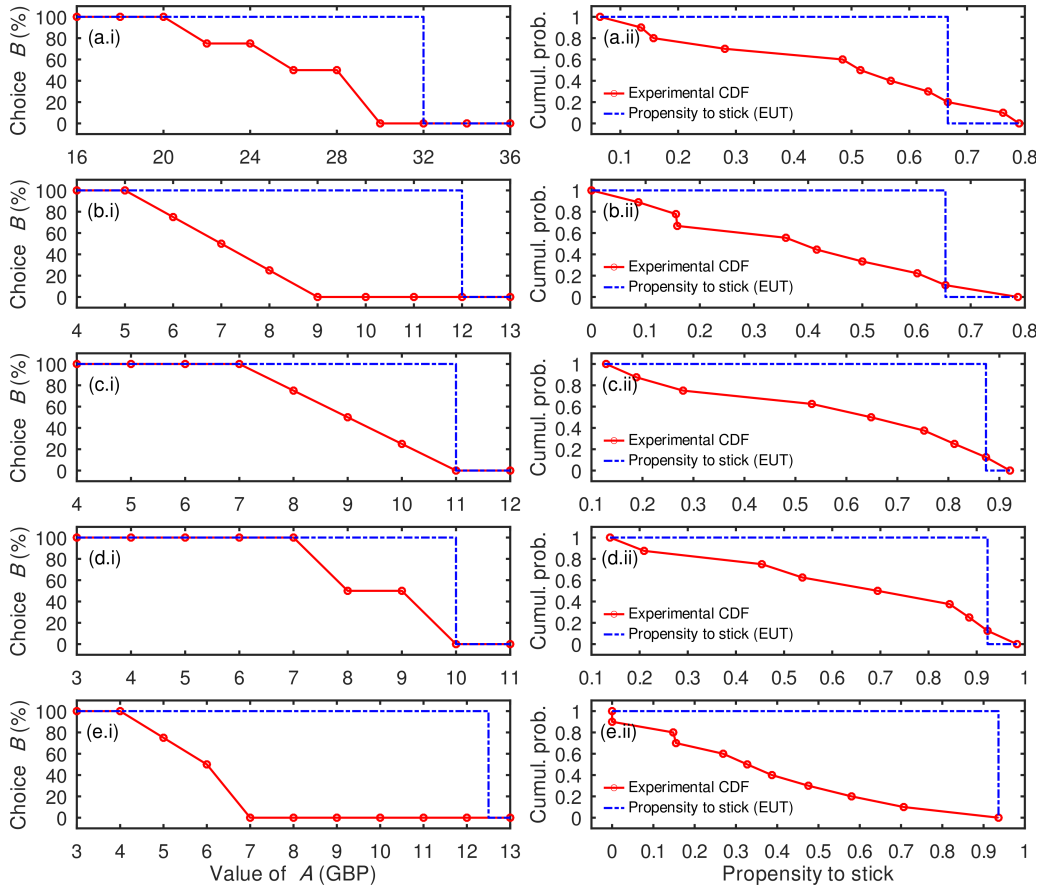 100
80
60
40
20
0
Choice B (%)
(a.i)
16 20 24 28 32 36
1
0.8
0.6
0.4
0.2
0
Cumul. prob.
(a.ii)
Experimental CDF
Propensity to stick (EUT)
0.1 0.2 0.3 0.4 0.5 0.6 0.7 0.8
100
80
60
40
20
0
Choice B (%)
(b.i)
4 5 6 7 8 9 10 11 12 13
1
0.8
0.6
0.4
0.2
0
Cumul. prob.
(b.ii)
Experimental CDF
Propensity to stick (EUT)
0 0.1 0.2 0.3 0.4 0.5 0.6 0.7 0.8
100
80
60
40
20
0
Choice B (%)
(c.i)
4 5 6 7 8 9 10 11 12
1
0.8
0.6
0.4
0.2
0
Cumul. prob.
(c.ii)
Experimental CDF
Propensity to stick (EUT)
0.1 0.2 0.3 0.4 0.5 0.6 0.7 0.8 0.9
100
80
60
40
20
0
Choice B (%)
(d.i)
3 4 5 6 7 8 9 10 11
1
0.8
0.6
0.4
0.2
0
Cumul. prob.
(d.ii)
Experimental CDF
Propensity to stick (EUT)
0.1 0.2 0.3 0.4 0.5 0.6 0.7 0.8 0.9 1
100
80
60
40
20
0
Choice B (%)
(e.i)
3 4 5 6 7 8 9 10 11 12 13
Value of A (GBP)
1
0.8
0.6
0.4
0.2
0
Cumul. prob.
(e.ii)
Experimental CDF
Propensity to stick (EUT)
0 0.1 0.2 0.3 0.4 0.5 0.6 0.7 0.8 0.9 1
Propensity to stick